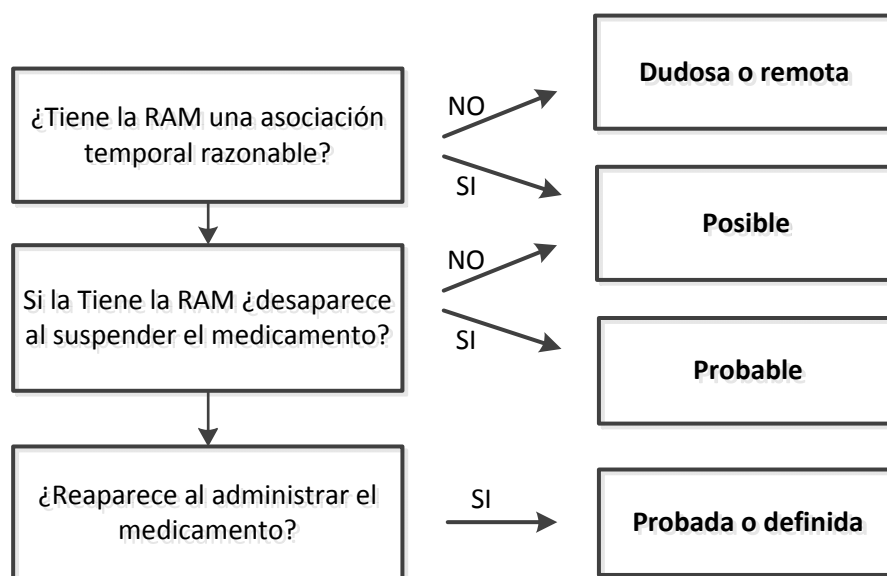 ¿Tiene la RAM una asociación
temporal razonable?
NO
SI
Dudosa o remota
Posible
Si la Tiene la RAM ¿desaparece
al suspender el medicamento?
NO
SI
Probable
¿Reaparece al administrar el
medicamento?
SI
Probada o definida